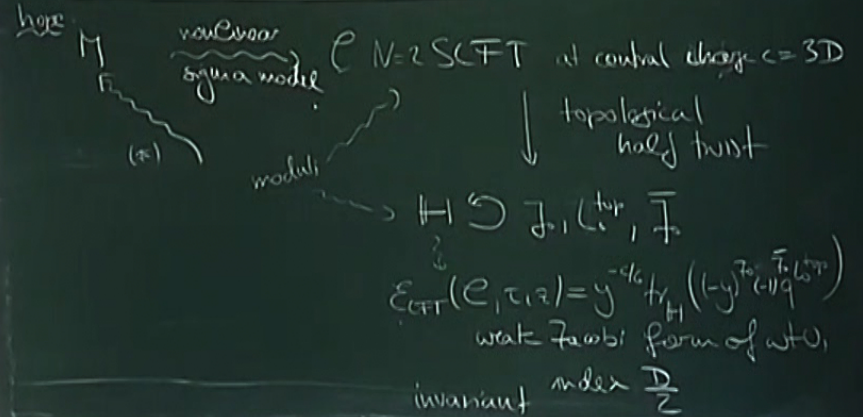 hope
M nonlinear sigma model C N=2 SCFT at central charge c = 3D
topological half twist
(*)
moduli
ℍ ↺ J₀, L₀^top, J̄₀
ℰ_CFT(C, τ, z) = y^{-c/6} tr_ℍ((-y)^{J₀} (-1)^{J̄₀} q^{L₀^top})
weak Jacobi form of wt 0,
index D/2
invariant